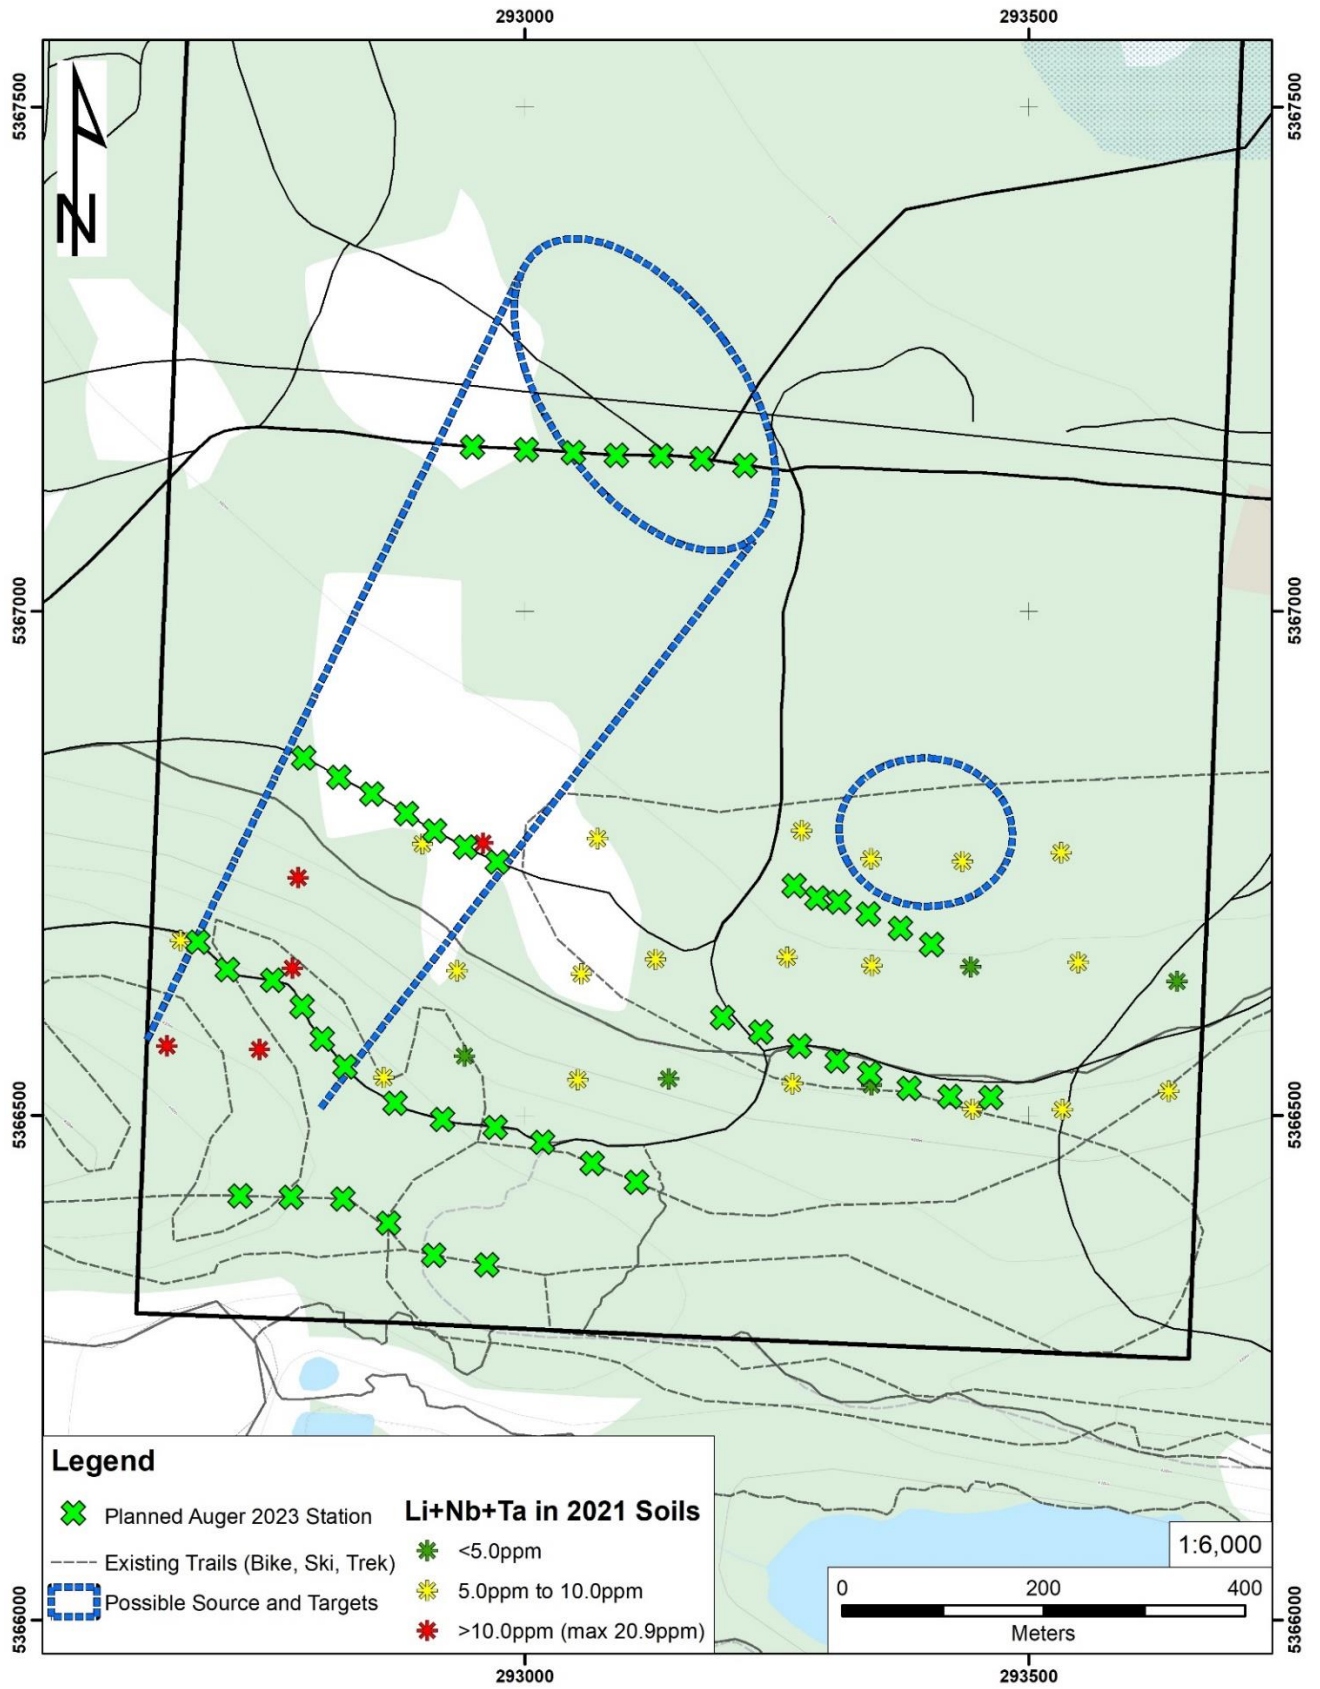 293000
293500
5367500
5367500
N
5367000
5367000
5366500
5366500
Legend
Planned Auger 2023 Station
Existing Trails (Bike, Ski, Trek)
Possible Source and Targets
Li+Nb+Ta in 2021 Soils
<5.0ppm
5.0ppm to 10.0ppm
>10.0ppm (max 20.9ppm)
1:6,000
0 200 400
Meters
5366000
5366000
293000
293500